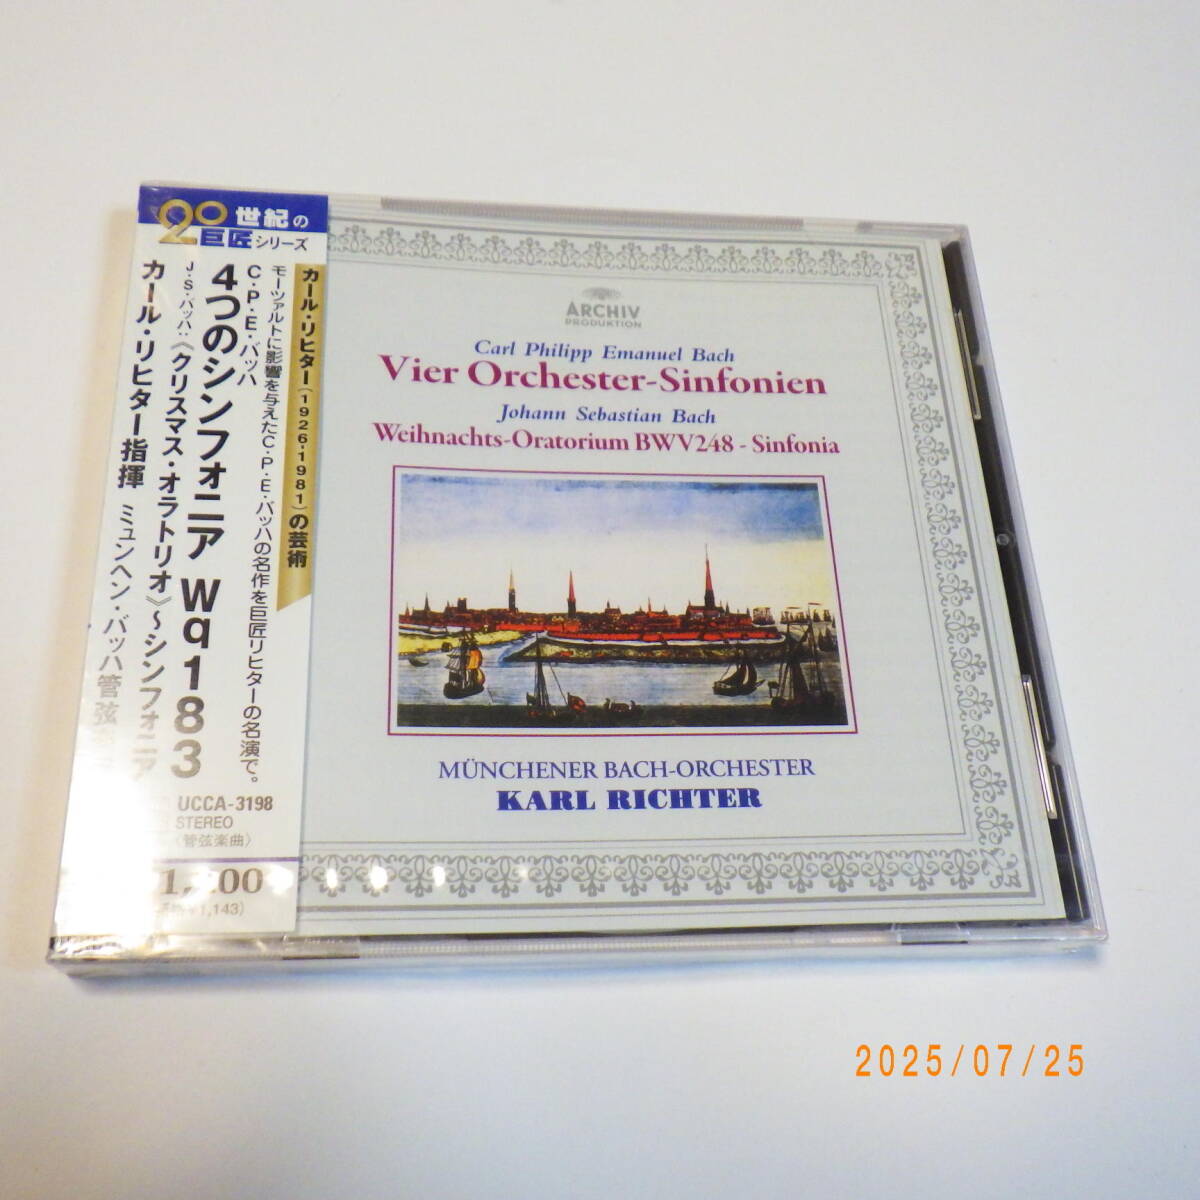 20世紀の
巨匠シリーズ
カール・リヒター(1926-1981)の芸術
モーツァルトに影響を与えたC・P・E・バッハの名作を巨匠リヒターの名演で。
C・P・E・バッハ
4つのシンフォニア Wq183
J・S・バッハ:《クリスマス・オラトリオ》~シンフォニア
カール・リヒター指揮 ミュンヘン・バッハ管弦
UCCA-3198
STEREO
〈管弦楽曲〉
ARCHIV
PRODUKTION
Carl Philipp Emanuel Bach
Vier Orchester-Sinfonien
Johann Sebastian Bach
Weihnachts-Oratorium BWV248 - Sinfonia
MÜNCHENER BACH-ORCHESTER
KARL RICHTER
2025/07/25